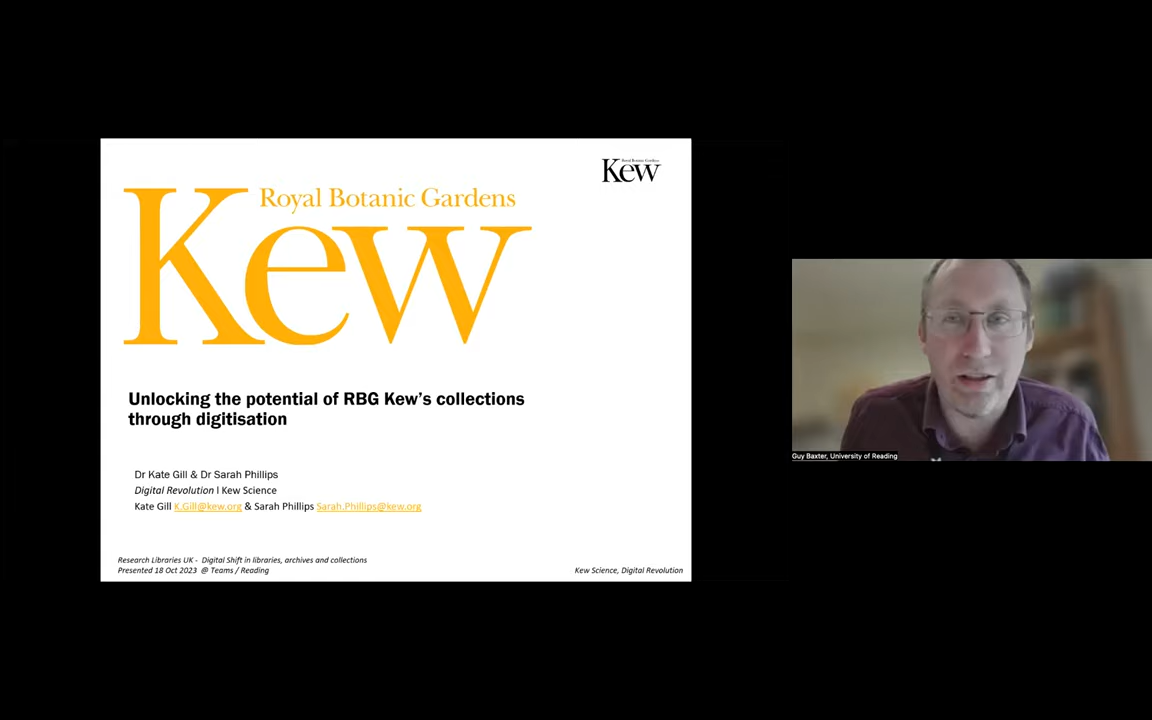 Royal Botanic Gardens
Kew
Royal Botanic Gardens
Kew
Unlocking the potential of RBG Kew's collections
through digitisation
Dr Kate Gill & Dr Sarah Phillips
Digital Revolution l Kew Science
Kate Gill K.Gill@kew.org & Sarah Phillips Sarah.Phillips@kew.org
Research Libraries UK - Digital Shift in libraries, archives and collections
Presented 18 Oct 2023 @ Teams / Reading
Kew Science, Digital Revolution
Guy Baxter, University of Reading